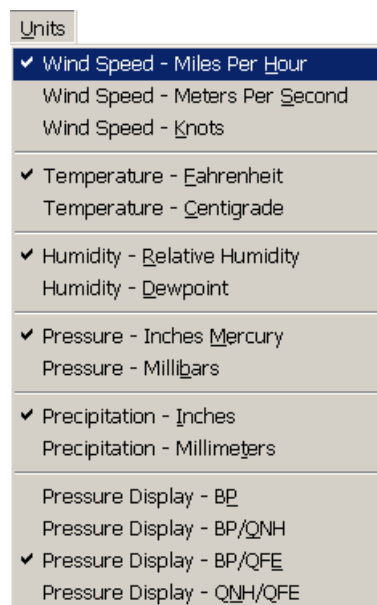 Units
Wind Speed - Miles Per Hour
Wind Speed - Meters Per Second
Wind Speed - Knots
Temperature - Fahrenheit
Temperature - Centigrade
Humidity - Relative Humidity
Humidity - Dewpoint
Pressure - Inches Mercury
Pressure - Millibars
Precipitation - Inches
Precipitation - Millimeters
Pressure Display - BP
Pressure Display - BP/QNH
Pressure Display - BP/QFE
Pressure Display - QNH/QFE